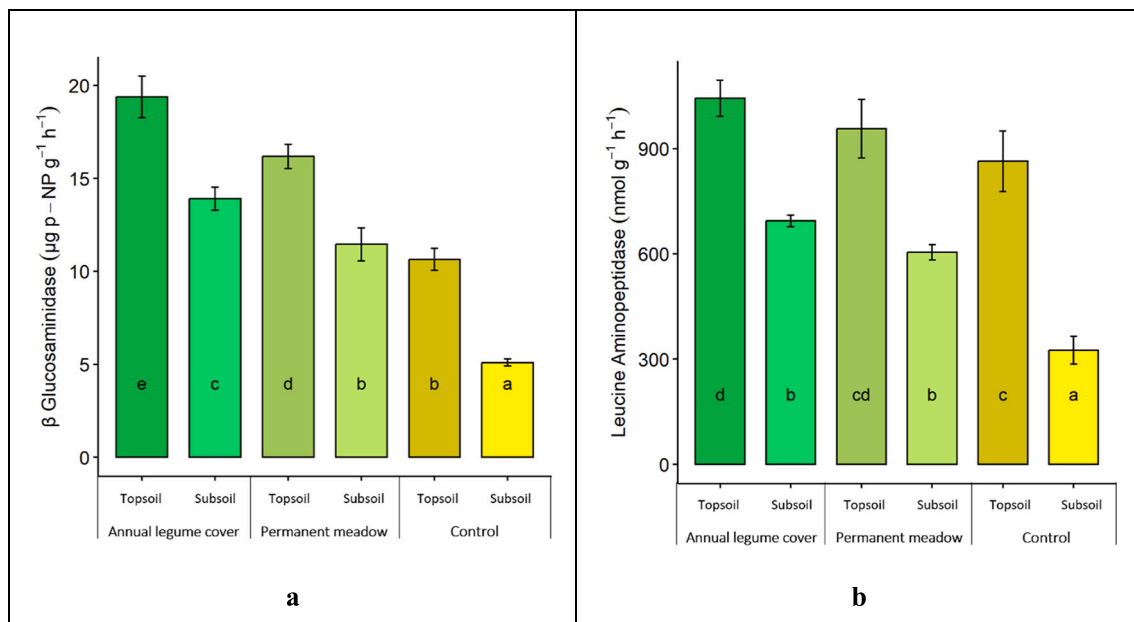 β Glucosaminidase (µg p − NP g⁻¹ h⁻¹)
20
15
10
5
0
e
c
d
b
b
a
Topsoil Subsoil Topsoil Subsoil Topsoil Subsoil
Annual legume cover Permanent meadow Control
a
Leucine Aminopeptidase (nmol g⁻¹ h⁻¹)
900
600
300
0
d
b
cd
b
c
a
Topsoil Subsoil Topsoil Subsoil Topsoil Subsoil
Annual legume cover Permanent meadow Control
b